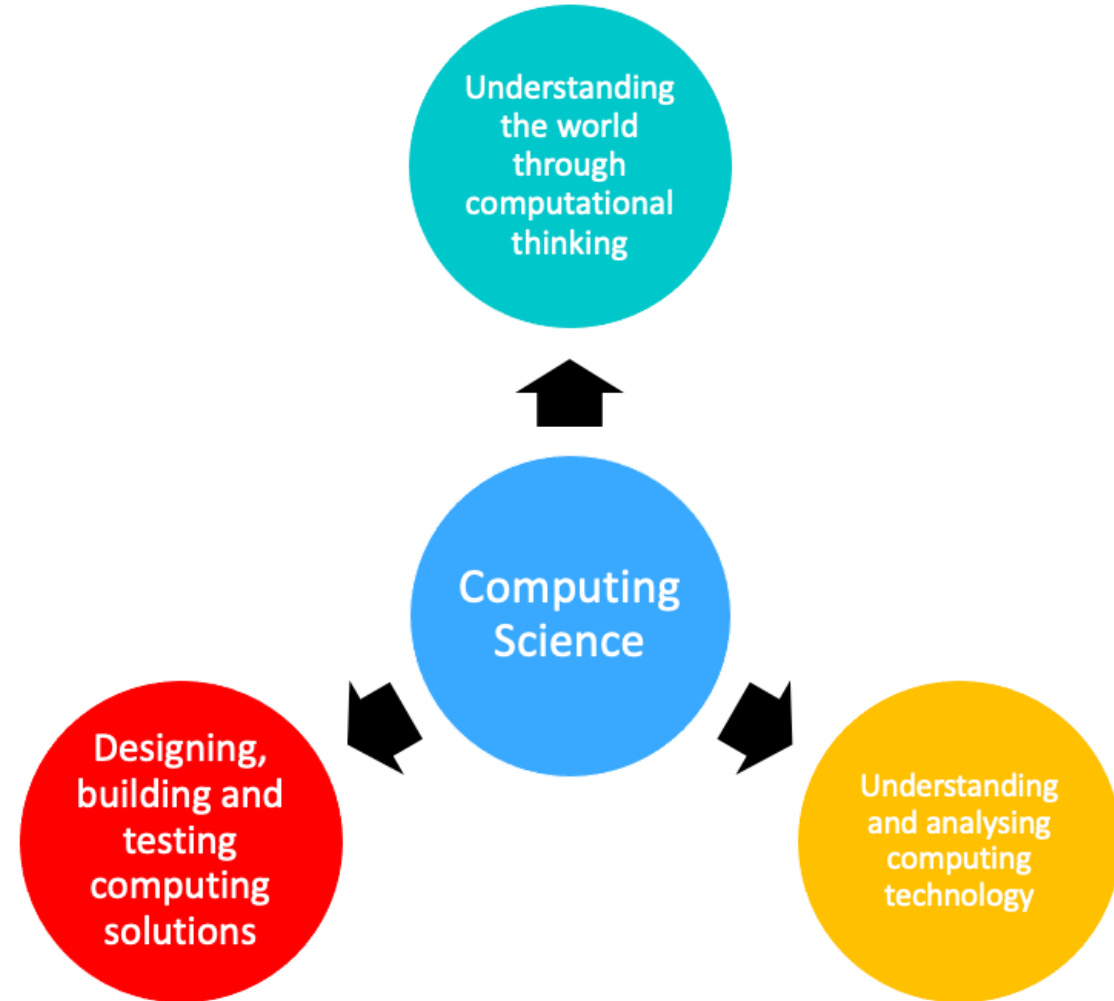 Understanding
the world
through
computational
thinking
Computing
Science
Designing,
building and
testing
computing
solutions
Understanding
and analysing
computing
technology